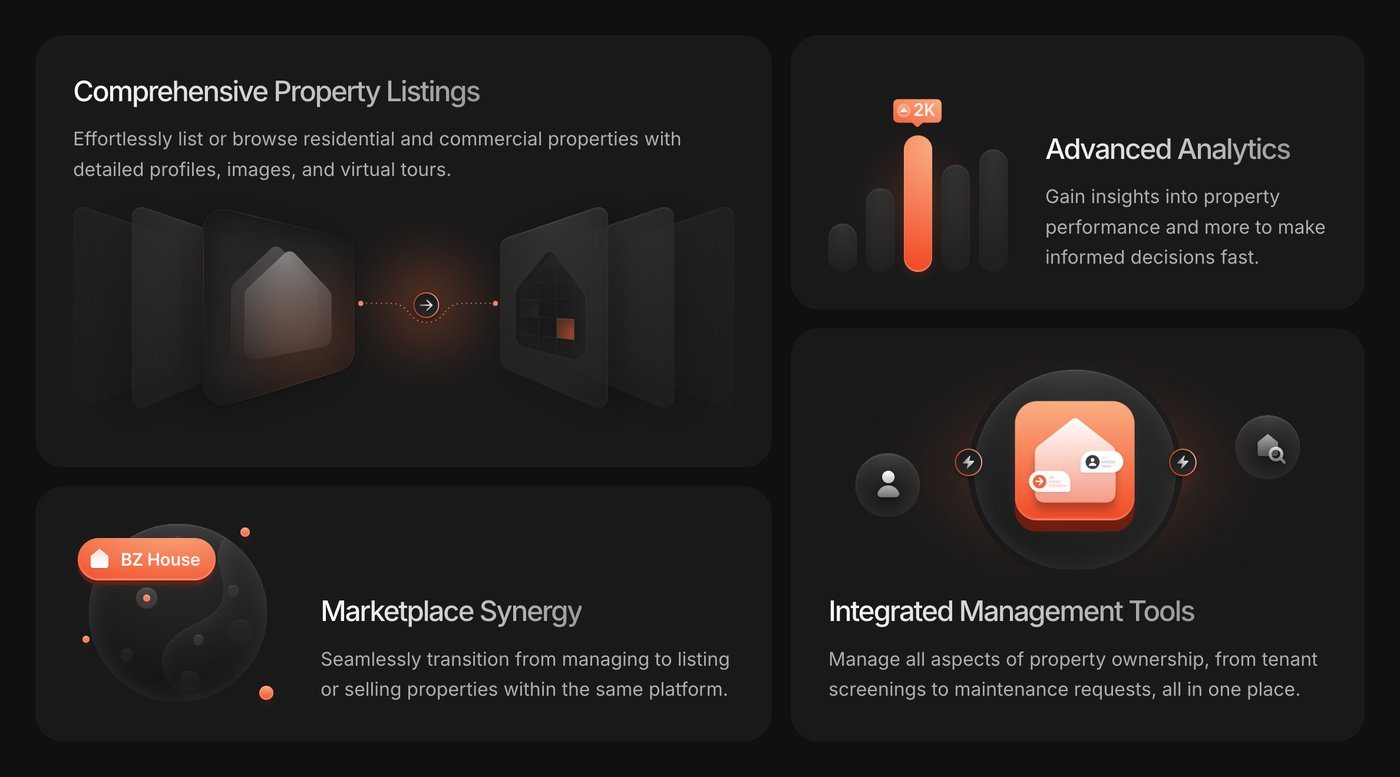 Comprehensive Property Listings
Effortlessly list or browse residential and commercial properties with
detailed profiles, images, and virtual tours.
2K
Advanced Analytics
Gain insights into property
performance and more to make
informed decisions fast.
BZ House
Marketplace Synergy
Seamlessly transition from managing to listing
or selling properties within the same platform.
Integrated Management Tools
Manage all aspects of property ownership, from tenant
screenings to maintenance requests, all in one place.